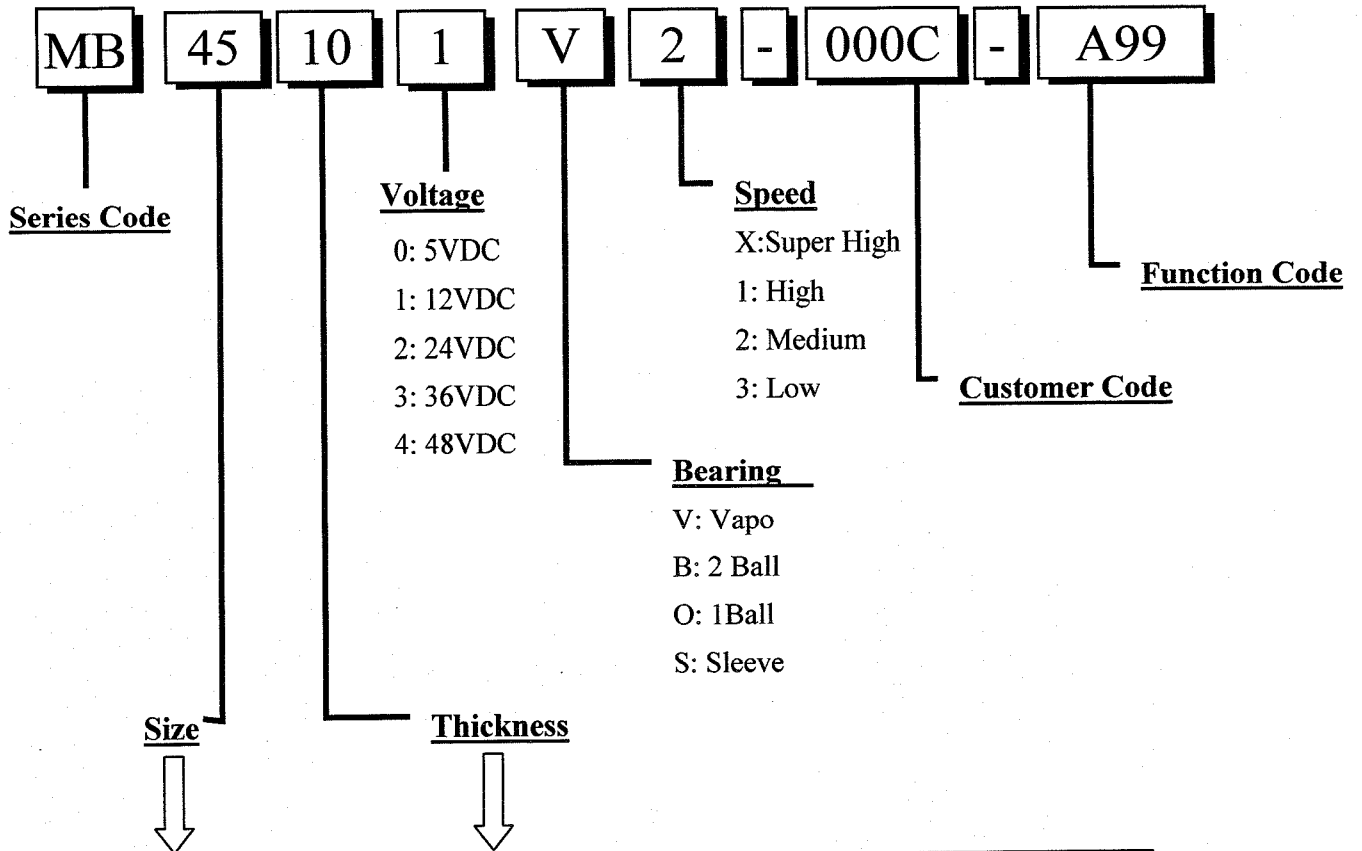 MB 45 10 1 V 2 - 000C - A99
Series Code
Voltage
0: 5VDC
1: 12VDC
2: 24VDC
3: 36VDC
4: 48VDC
Speed
X:Super High
1: High
2: Medium
3: Low
Function Code
Customer Code
Bearing
V: Vapo
B: 2 Ball
O: 1Ball
S: Sleeve
Size
Thickness